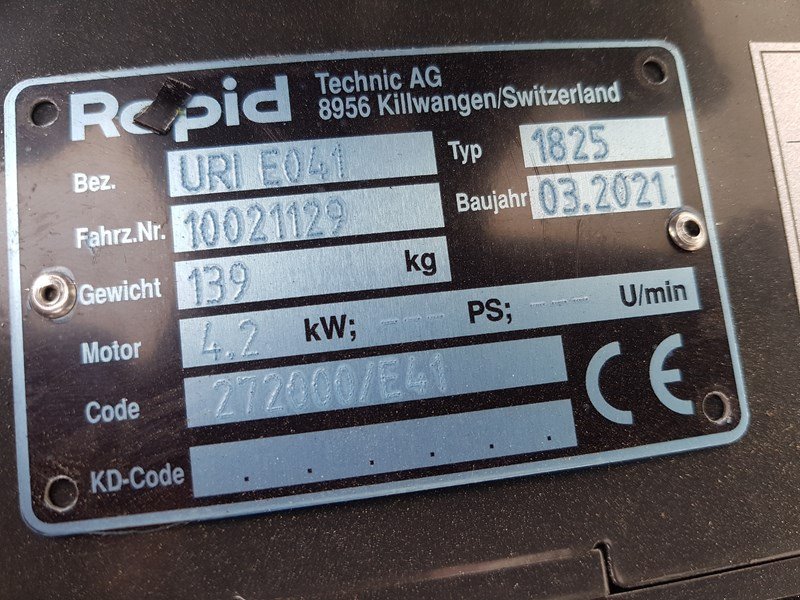 Rapid Technic AG
8956 Killwangen/Switzerland
Bez. URI E041 Typ 1825
Fahrz.Nr. 10021129 Baujahr 03.2021
Gewicht 139 kg
Motor 4.2 kW; --- PS; --- U/min
Code 272000/E41
KD-Code . . . . . .
CE